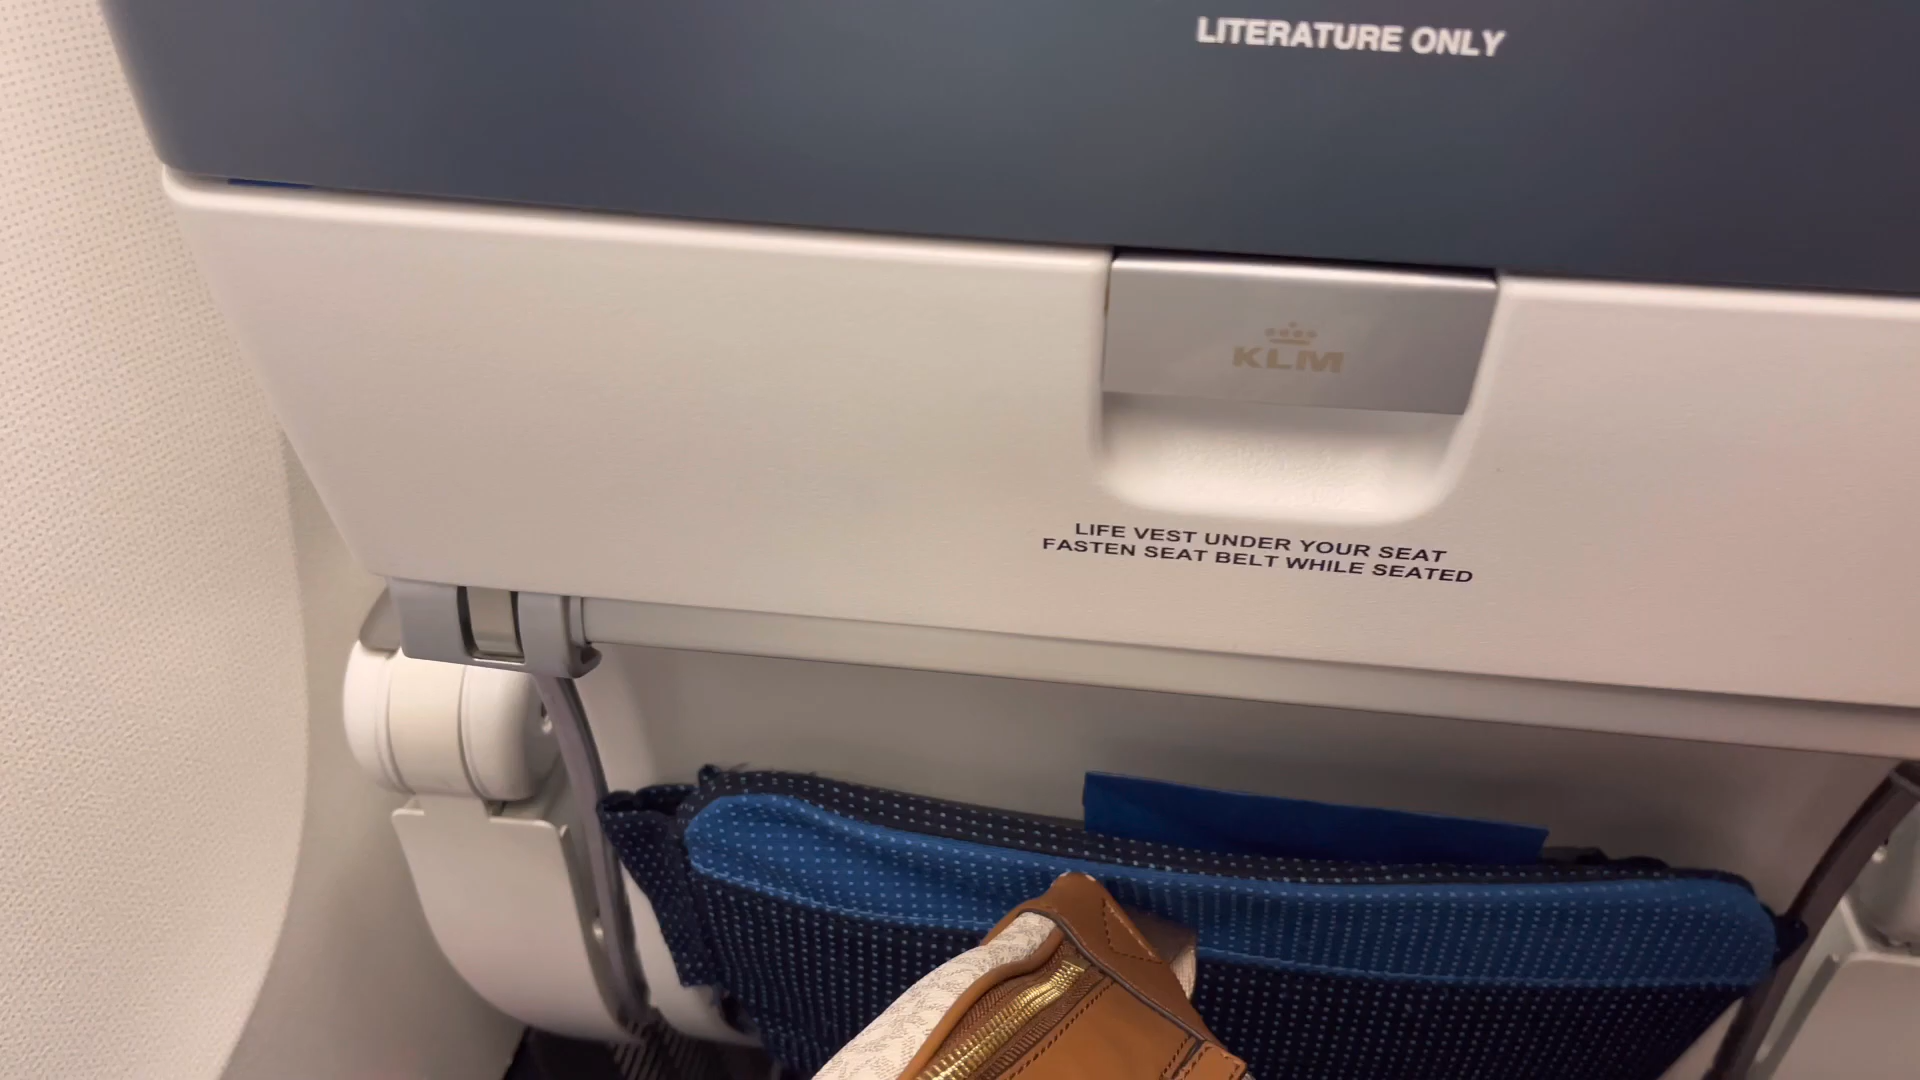 LITERATURE ONLY
KLM
LIFE VEST UNDER YOUR SEAT
FASTEN SEAT BELT WHILE SEATED